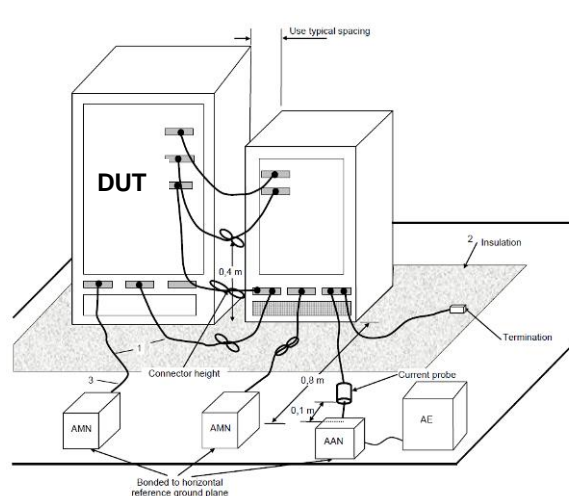 Use typical spacing
DUT
2
Insulation
0,4 m
1
Connector height
Termination
3
0,8 m
Current probe
0,1 m
AMN
AMN
AAN
AE
Bonded to horizontal
reference ground plane